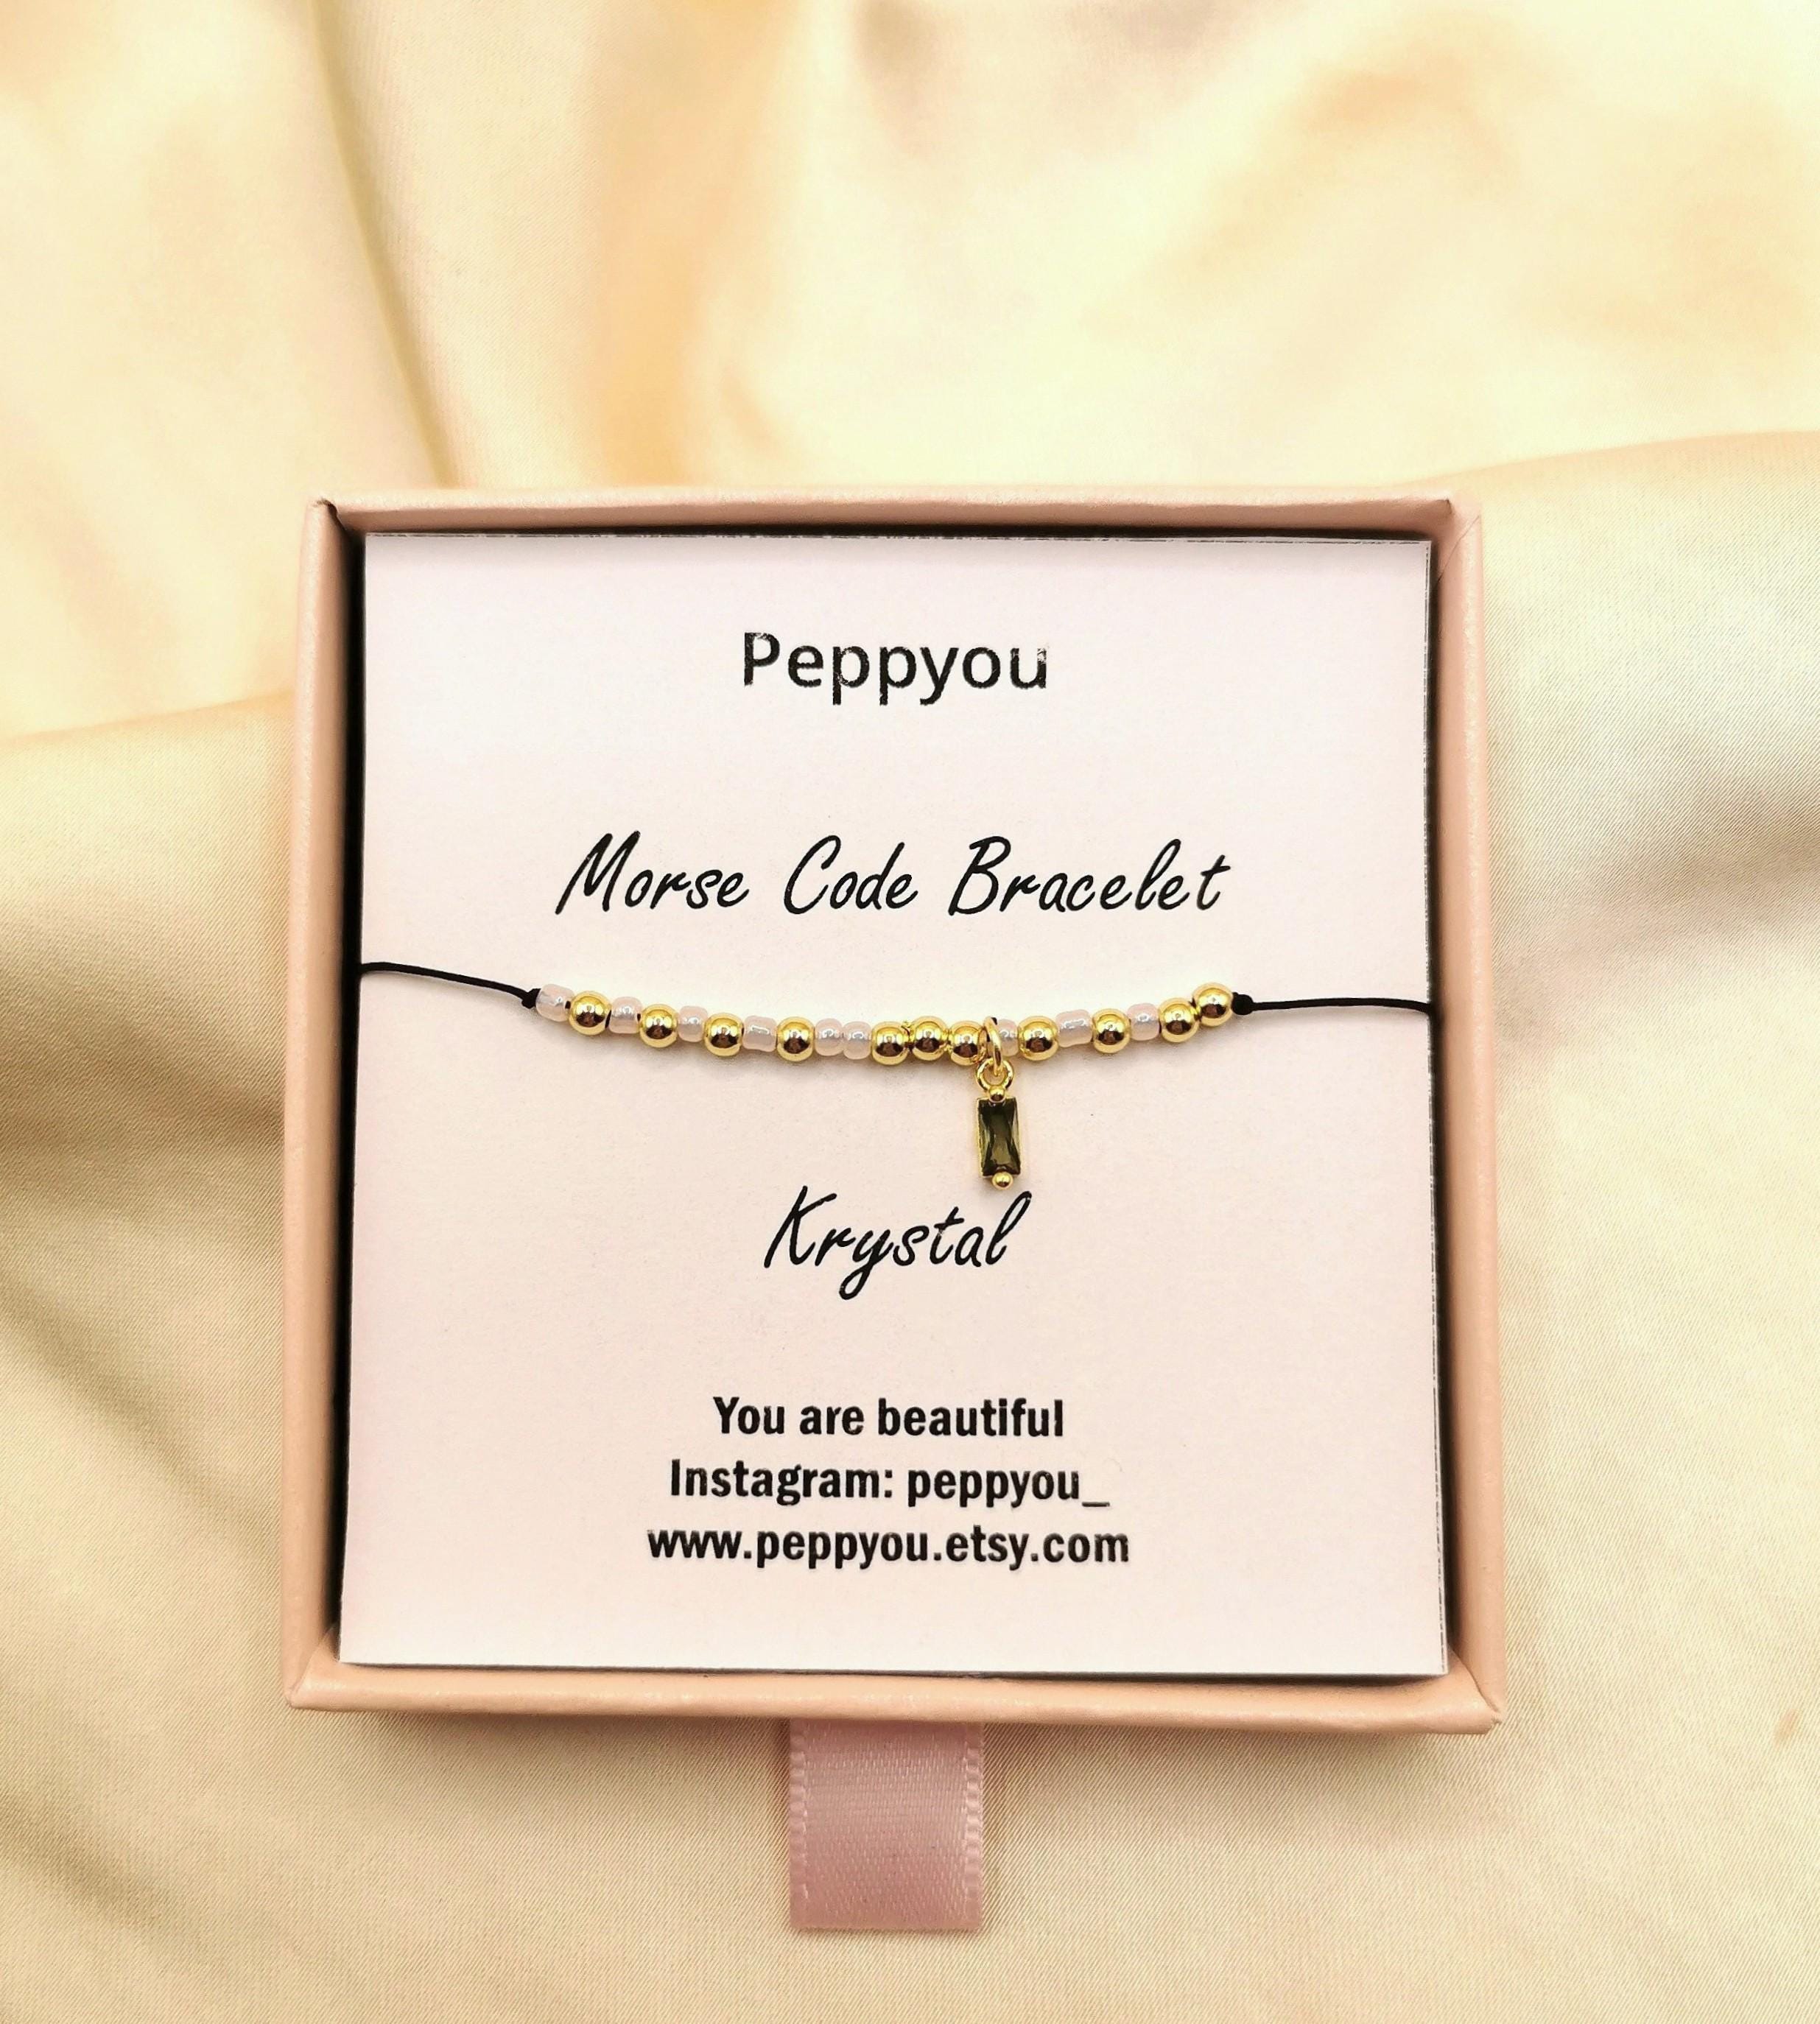 Peppyou
Morse Code Bracelet
Krystal
You are beautiful
Instagram: peppyou_
www.peppyou.etsy.com